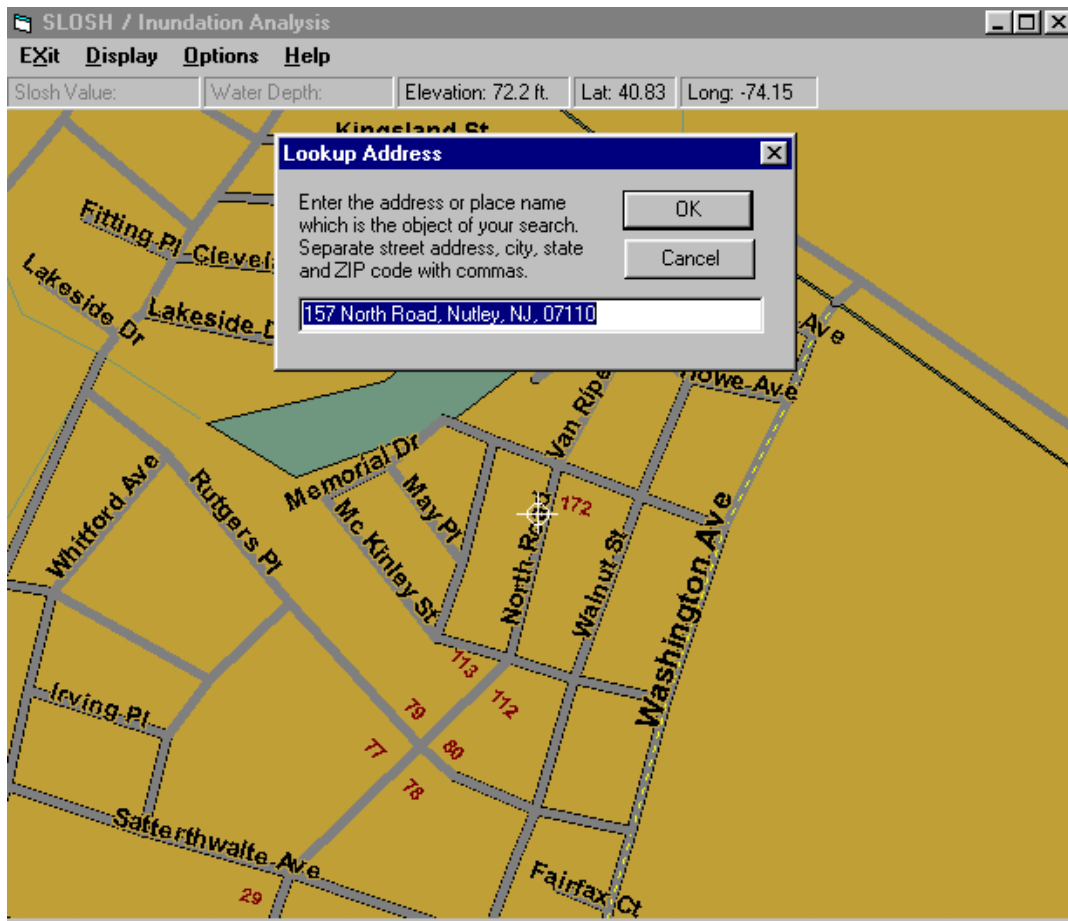 SLOSH / Inundation Analysis
EXit Display Options Help
Slosh Value: Water Depth: Elevation: 72.2 ft. Lat: 40.83 Long: -74.15
Kingsland St
Lookup Address
Enter the address or place name
which is the object of your search.
Separate street address, city, state
and ZIP code with commas.
OK
Cancel
157 North Road, Nutley, NJ, 07110
Fitting Pl
Clevel
Lakeside Dr
Lakeside D
Ave
Howe Ave
Van Ripe
Memorial Dr
May Pl
Mc Kinley St
Whitford Ave
Rutgers Pl
172
North Road
Walnut St
Washington Ave
113
112
79
77
80
78
Irving Pl
Satterthwaite Ave
29
Fairfax Ct